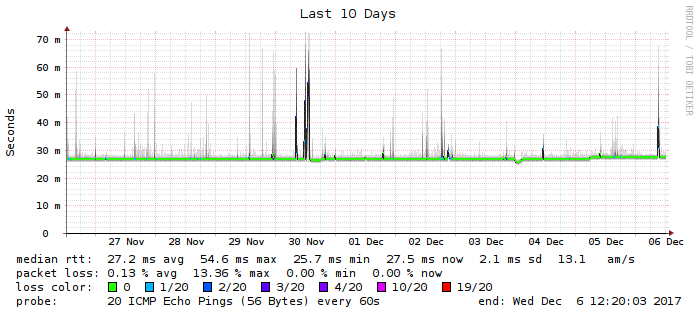 Last 10 Days
RRDTOOL / TOBI OETIKER
Seconds
70 m
60 m
50 m
40 m
30 m
20 m
10 m
0
27 Nov 28 Nov 29 Nov 30 Nov 01 Dec 02 Dec 03 Dec 04 Dec 05 Dec 06 Dec
median rtt: 27.2 ms avg 54.6 ms max 25.7 ms min 27.5 ms now 2.1 ms sd 13.1 am/s
packet loss: 0.13 % avg 13.36 % max 0.00 % min 0.00 % now
loss color: 0 1/20 2/20 3/20 4/20 10/20 19/20
probe: 20 ICMP Echo Pings (56 Bytes) every 60s end: Wed Dec 6 12:20:03 2017